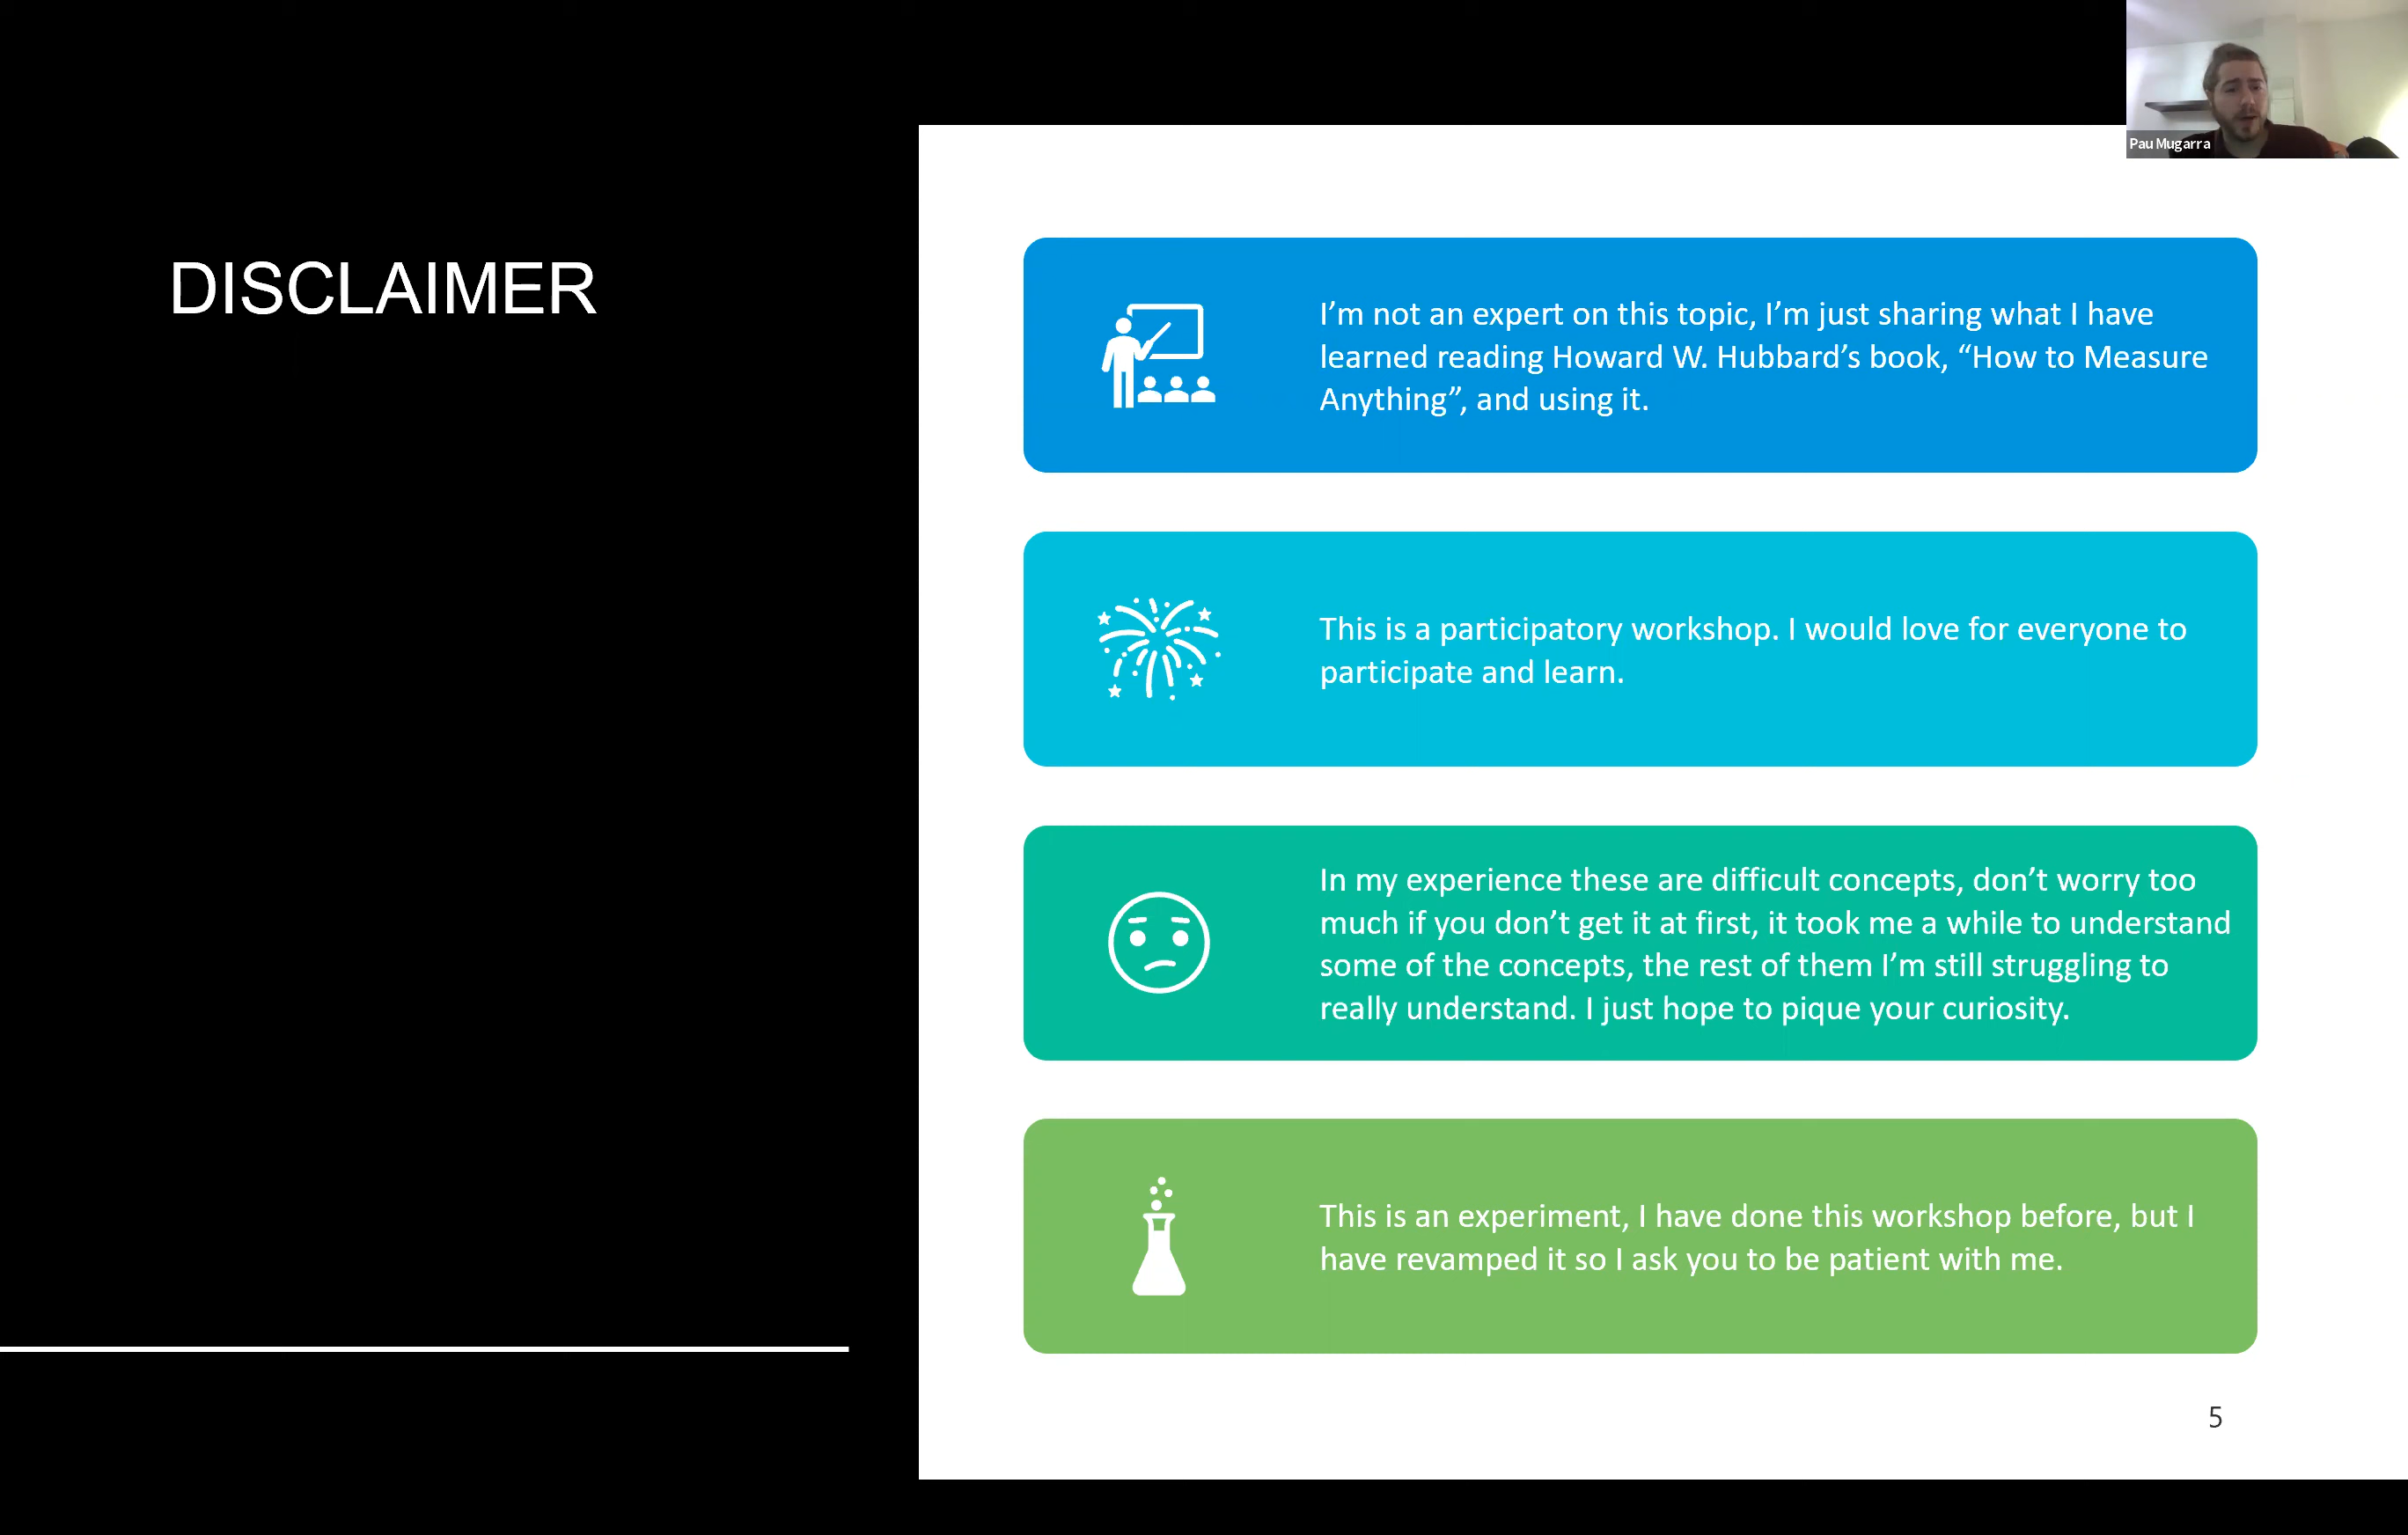 Pau Mugarra
DISCLAIMER
I’m not an expert on this topic, I’m just sharing what I have
learned reading Howard W. Hubbard’s book, “How to Measure
Anything”, and using it.
This is a participatory workshop. I would love for everyone to
participate and learn.
In my experience these are difficult concepts, don’t worry too
much if you don’t get it at first, it took me a while to understand
some of the concepts, the rest of them I’m still struggling to
really understand. I just hope to pique your curiosity.
This is an experiment, I have done this workshop before, but I
have revamped it so I ask you to be patient with me.
5